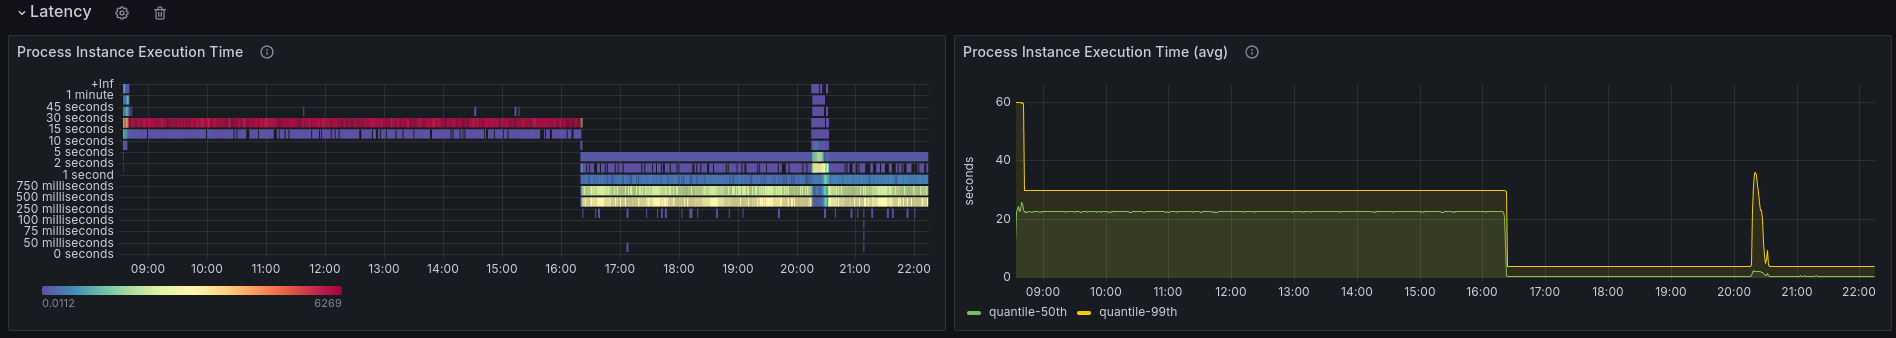 Latency
Process Instance Execution Time
+Inf
1 minute
45 seconds
30 seconds
15 seconds
10 seconds
5 seconds
2 seconds
1 second
750 milliseconds
500 milliseconds
250 milliseconds
100 milliseconds
75 milliseconds
50 milliseconds
0 seconds
09:00 10:00 11:00 12:00 13:00 14:00 15:00 16:00 17:00 18:00 19:00 20:00 21:00 22:00
0.0112 6269
Process Instance Execution Time (avg)
seconds
60
40
20
0
09:00 10:00 11:00 12:00 13:00 14:00 15:00 16:00 17:00 18:00 19:00 20:00 21:00 22:00
quantile-50th quantile-99th